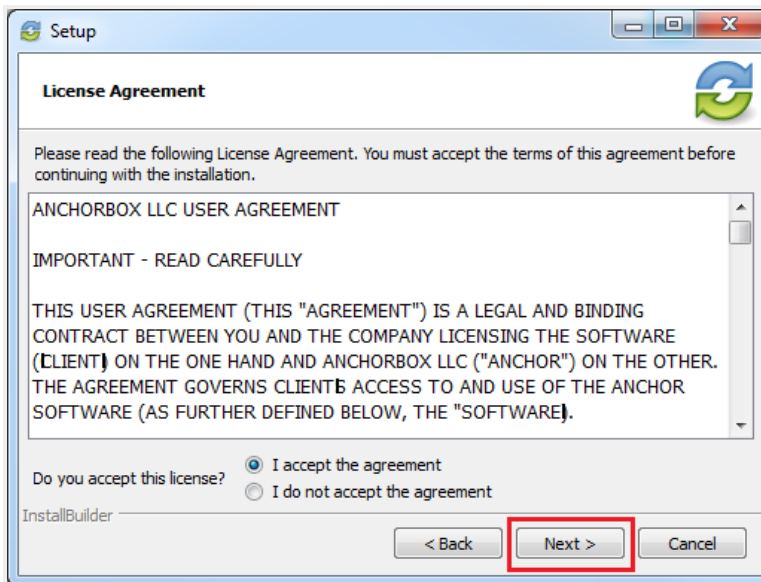 Setup
License Agreement
Please read the following License Agreement. You must accept the terms of this agreement before
continuing with the installation.
ANCHORBOX LLC USER AGREEMENT
IMPORTANT - READ CAREFULLY
THIS USER AGREEMENT (THIS "AGREEMENT") IS A LEGAL AND BINDING
CONTRACT BETWEEN YOU AND THE COMPANY LICENSING THE SOFTWARE
(CLIENT) ON THE ONE HAND AND ANCHORBOX LLC ("ANCHOR") ON THE OTHER.
THE AGREEMENT GOVERNS CLIENTS ACCESS TO AND USE OF THE ANCHOR
SOFTWARE (AS FURTHER DEFINED BELOW, THE "SOFTWARE).
Do you accept this license?
I accept the agreement
I do not accept the agreement
InstallBuilder
< Back
Next >
Cancel